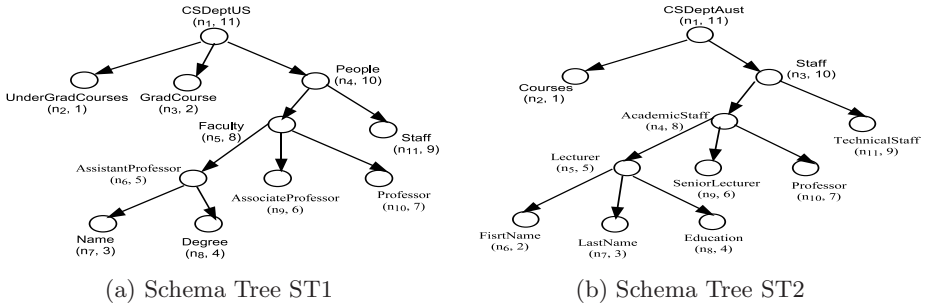 CSDeptUS
(n1, 11)
UnderGradCourses
(n2, 1)
GradCourse
(n3, 2)
People
(n4, 10)
Faculty
(n5, 8)
Staff
(n11, 9)
AssistantProfessor
(n6, 5)
AssociateProfessor
(n9, 6)
Professor
(n10, 7)
Name
(n7, 3)
Degree
(n8, 4)
(a) Schema Tree ST1
CSDeptAust
(n1, 11)
Courses
(n2, 1)
Staff
(n3, 10)
AcademicStaff
(n4, 8)
TechnicalStaff
(n11, 9)
Lecturer
(n5, 5)
SeniorLecturer
(n9, 6)
Professor
(n10, 7)
FisrtName
(n6, 2)
LastName
(n7, 3)
Education
(n8, 4)
(b) Schema Tree ST2